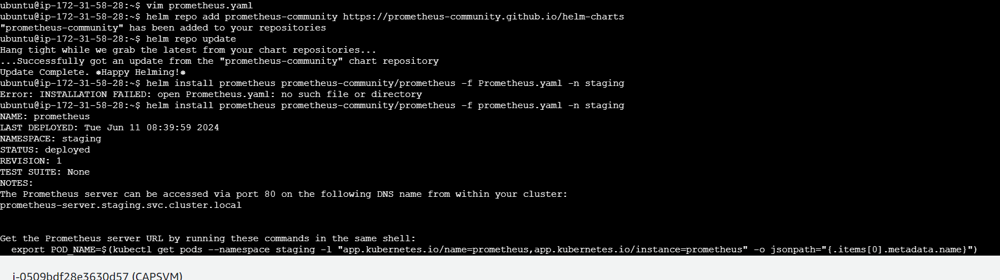 ubuntu@ip-172-31-58-28:~$ vim prometheus.yaml
ubuntu@ip-172-31-58-28:~$ helm repo add prometheus-community https://prometheus-community.github.io/helm-charts
"prometheus-community" has been added to your repositories
ubuntu@ip-172-31-58-28:~$ helm repo update
Hang tight while we grab the latest from your chart repositories...
...Successfully got an update from the "prometheus-community" chart repository
Update Complete. ⎈Happy Helming!⎈
ubuntu@ip-172-31-58-28:~$ helm install prometheus prometheus-community/prometheus -f Prometheus.yaml -n staging
Error: INSTALLATION FAILED: open Prometheus.yaml: no such file or directory
ubuntu@ip-172-31-58-28:~$ helm install prometheus prometheus-community/prometheus -f prometheus.yaml -n staging
NAME: prometheus
LAST DEPLOYED: Tue Jun 11 08:39:59 2024
NAMESPACE: staging
STATUS: deployed
REVISION: 1
TEST SUITE: None
NOTES:
The Prometheus server can be accessed via port 80 on the following DNS name from within your cluster:
prometheus-server.staging.svc.cluster.local
Get the Prometheus server URL by running these commands in the same shell:
export POD_NAME=$(kubectl get pods --namespace staging -l "app.kubernetes.io/name=prometheus,app.kubernetes.io/instance=prometheus" -o jsonpath="{.items[0].metadata.name}")
i-0509bdf28e3630d57 (CAPSVM)